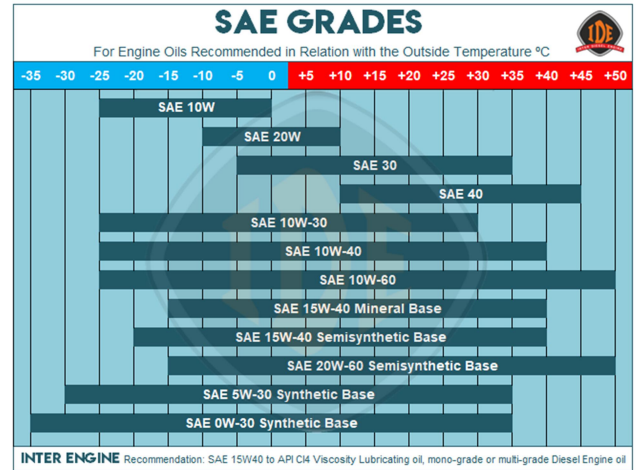 SAE GRADES
For Engine Oils Recommended in Relation with the Outside Temperature ºC
IDE
-35 -30 -25 -20 -15 -10 -5 0 +5 +10 +15 +20 +25 +30 +35 +40 +45 +50
SAE 10W
SAE 20W
SAE 30
SAE 40
SAE 10W-30
SAE 10W-40
SAE 10W-60
SAE 15W-40 Mineral Base
SAE 15W-40 Semisynthetic Base
SAE 20W-60 Semisynthetic Base
SAE 5W-30 Synthetic Base
SAE 0W-30 Synthetic Base
IDE
INTER ENGINE Recommendation: SAE 15W40 to API CI4 Viscosity Lubricating oil, mono-grade or multi-grade Diesel Engine oil